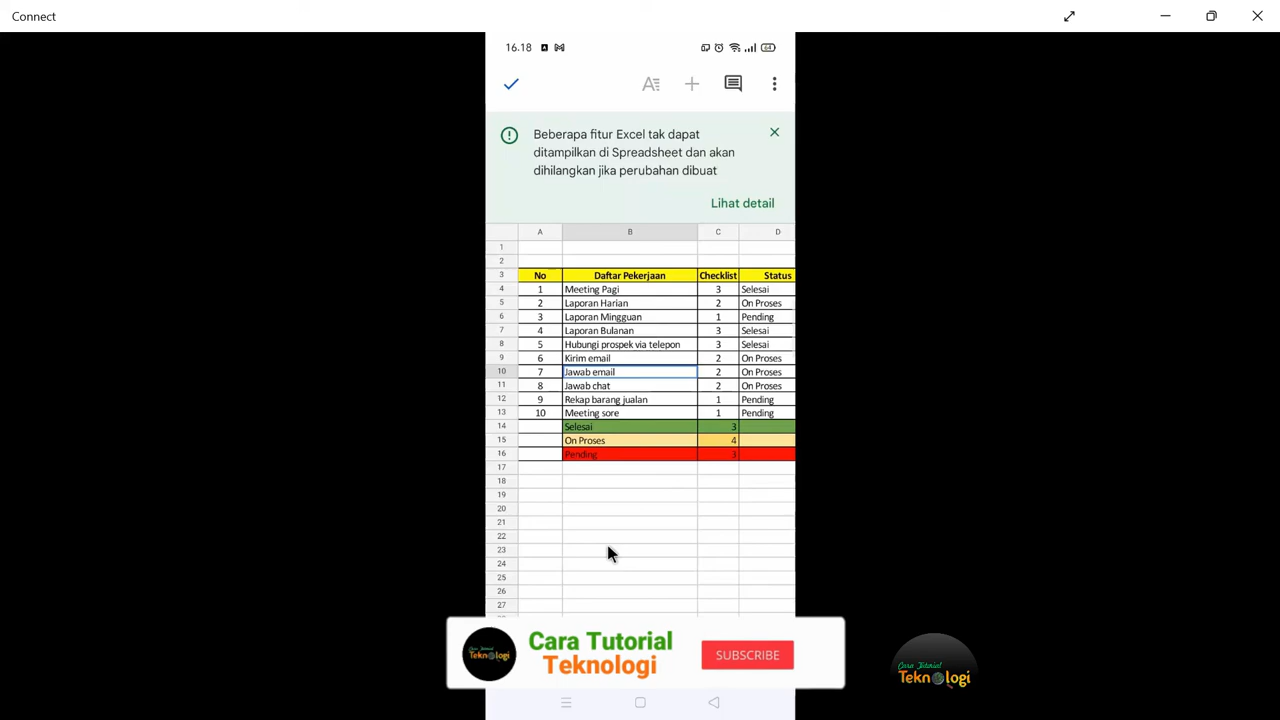 Connect
16.18
Beberapa fitur Excel tak dapat
ditampilkan di Spreadsheet dan akan
dihilangkan jika perubahan dibuat
Lihat detail
A B C D
1
2
3 No Daftar Pekerjaan Checklist Status
4 1 Meeting Pagi 3 Selesai
5 2 Laporan Harian 2 On Proses
6 3 Laporan Mingguan 1 Pending
7 4 Laporan Bulanan 3 Selesai
8 5 Hubungi prospek via telepon 3 Selesai
9 6 Kirim email 2 On Proses
10 7 Jawab email 2 On Proses
11 8 Jawab chat 2 On Proses
12 9 Rekap barang jualan 1 Pending
13 10 Meeting sore 1 Pending
14 Selesai 3
15 On Proses 4
16 Pending 3
17
18
19
20
21
22
23
24
25
26
27
Cara Tutorial
Teknologi
Cara Tutorial
Teknologi
SUBSCRIBE
Cara Tutorial
Teknologi